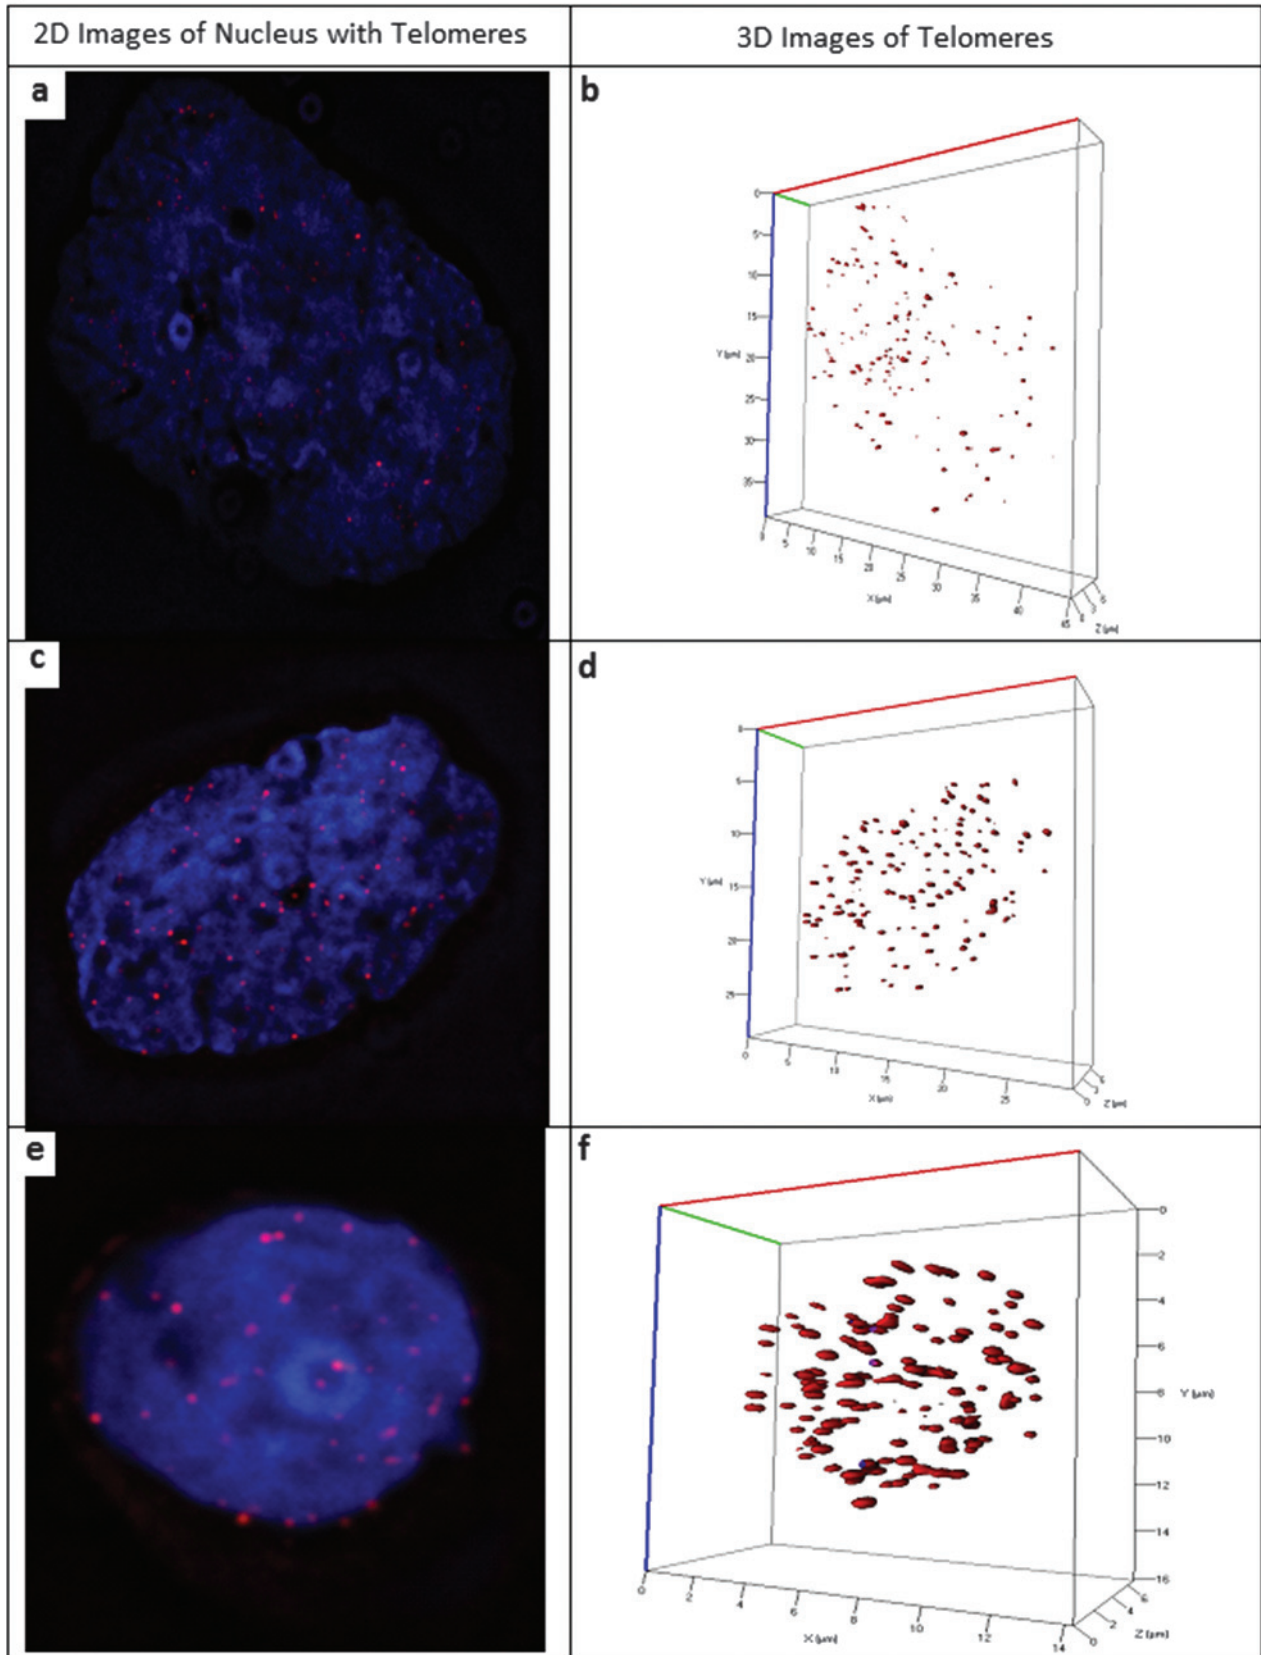 2D Images of Nucleus with Telomeres
3D Images of Telomeres
a
b
0
5
10
15
Y (µm) 20
25
30
35
0 5 10 15 20 25 30 35 40 45
X (µm)
Z (µm)
c
d
0
5
10
Y (µm) 15
20
25
0 5 10 15 20 25
X (µm)
0
Z (µm)
e
f
0
2
4
6
8 Y (µm)
10
12
14
16
0 2 4 6 8 10 12 14
X (µm)
0 2 4 6
Z (µm)